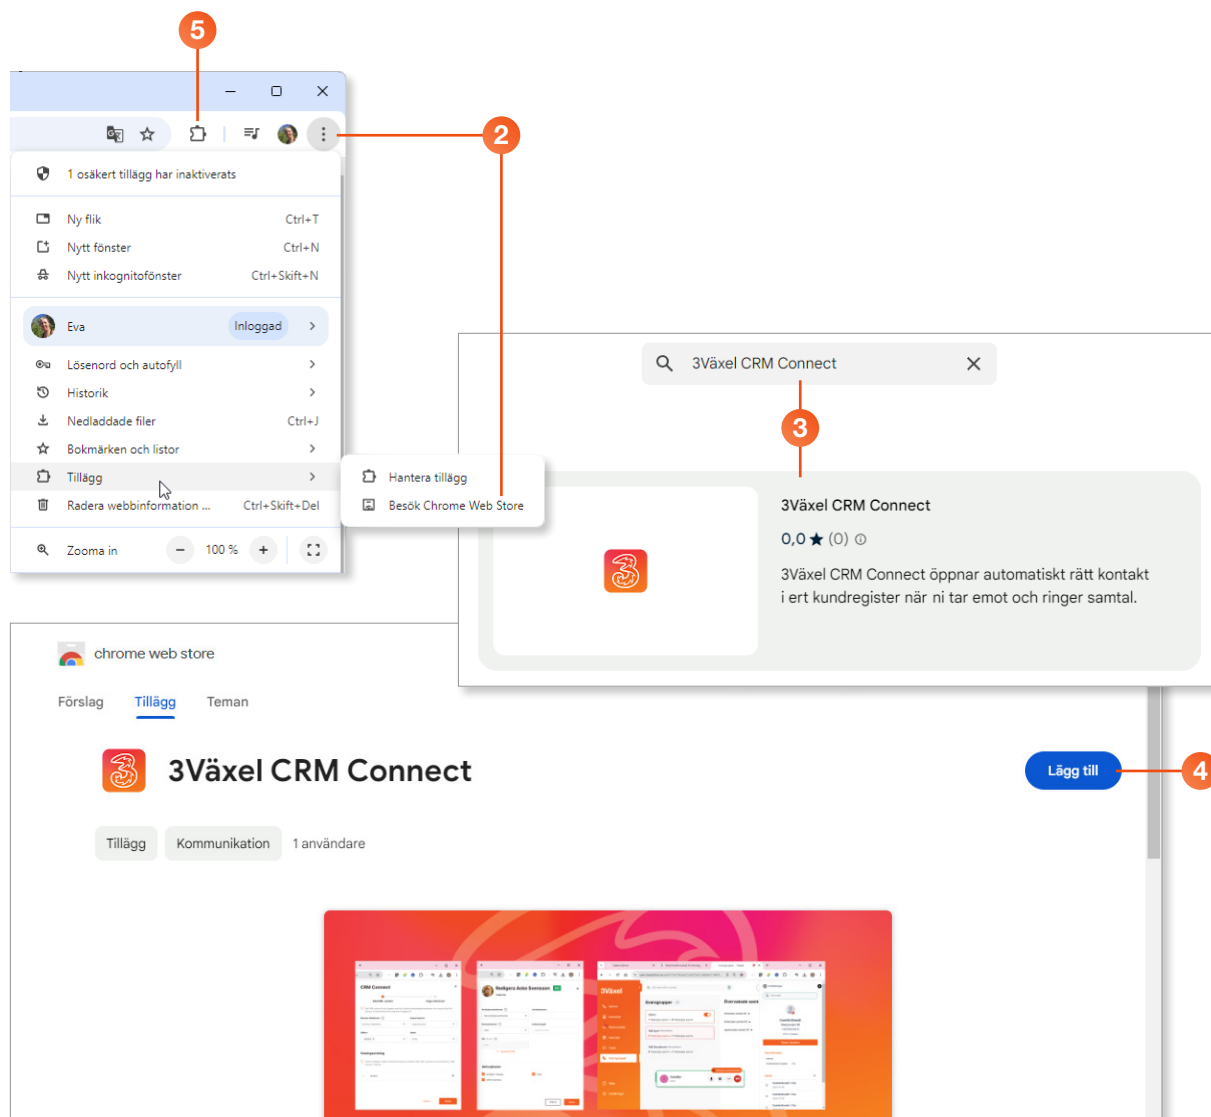 5
2
1 osäkert tillägg har inaktiverats
Ny flik Ctrl+T
Nytt fönster Ctrl+N
Nytt inkognitofönster Ctrl+Skift+N
Eva Inloggad
Lösenord och autofyll
Historik
Nedladdade filer Ctrl+J
Bokmärken och listor
Tillägg
Radera webbinformation ... Ctrl+Skift+Del
Zooma in − 100 % +
Hantera tillägg
Besök Chrome Web Store
3Växel CRM Connect
3
3Växel CRM Connect
0,0 ★ (0)
3Växel CRM Connect öppnar automatiskt rätt kontakt
i ert kundregister när ni tar emot och ringer samtal.
chrome web store
Förslag Tillägg Teman
3Växel CRM Connect
Lägg till
4
Tillägg Kommunikation 1 användare
CRM Connect
3Växel
Svarsgrupper